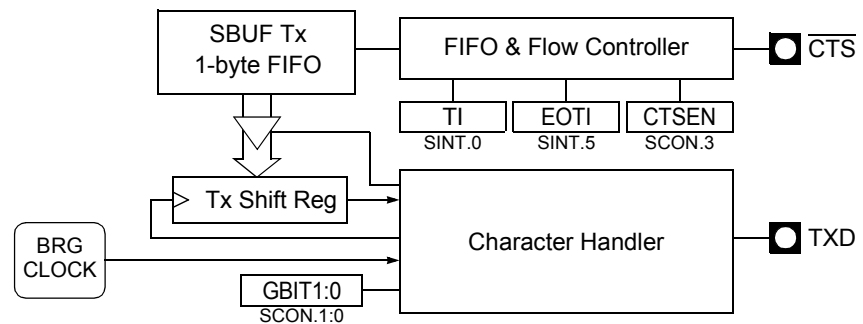 SBUF Tx
1-byte FIFO
FIFO & Flow Controller
CTS
TI
EOTI
CTSEN
SINT.0
SINT.5
SCON.3
Tx Shift Reg
Character Handler
TXD
BRG
CLOCK
GBIT1:0
SCON.1:0